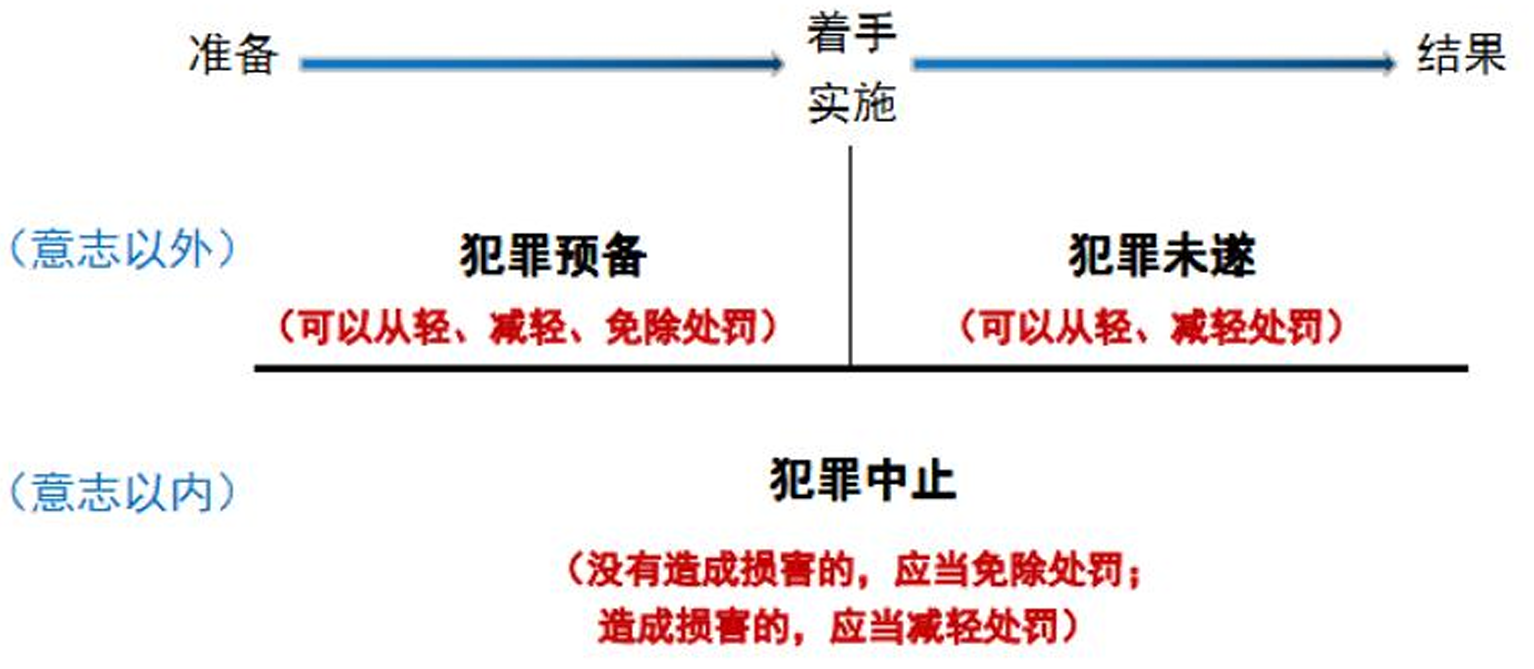 准备
着手
实施
结果
（意志以外）
犯罪预备
犯罪未遂
（可以从轻、减轻、免除处罚）
（可以从轻、减轻处罚）
（意志以内）
犯罪中止
（没有造成损害的，应当免除处罚；
造成损害的，应当减轻处罚）